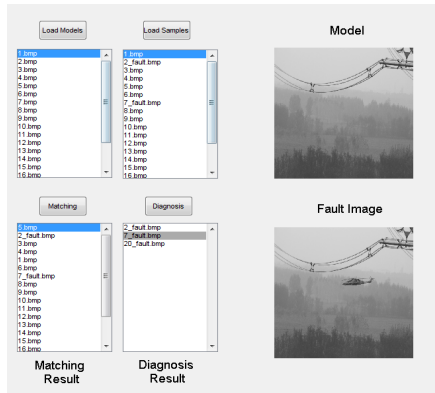 Load Models
Load Samples
Model
1.bmp
2.bmp
3.bmp
4.bmp
5.bmp
6.bmp
7.bmp
8.bmp
9.bmp
10.bmp
11.bmp
12.bmp
13.bmp
14.bmp
15.bmp
16.bmp
1.bmp
2_fault.bmp
3.bmp
4.bmp
5.bmp
6.bmp
7_fault.bmp
8.bmp
9.bmp
10.bmp
11.bmp
12.bmp
13.bmp
14.bmp
15.bmp
16.bmp
Matching
Diagnosis
Fault Image
5.bmp
2_fault.bmp
3.bmp
4.bmp
1.bmp
6.bmp
7_fault.bmp
8.bmp
9.bmp
10.bmp
11.bmp
12.bmp
13.bmp
14.bmp
15.bmp
16.bmp
2_fault.bmp
7_fault.bmp
20_fault.bmp
Matching
Result
Diagnosis
Result